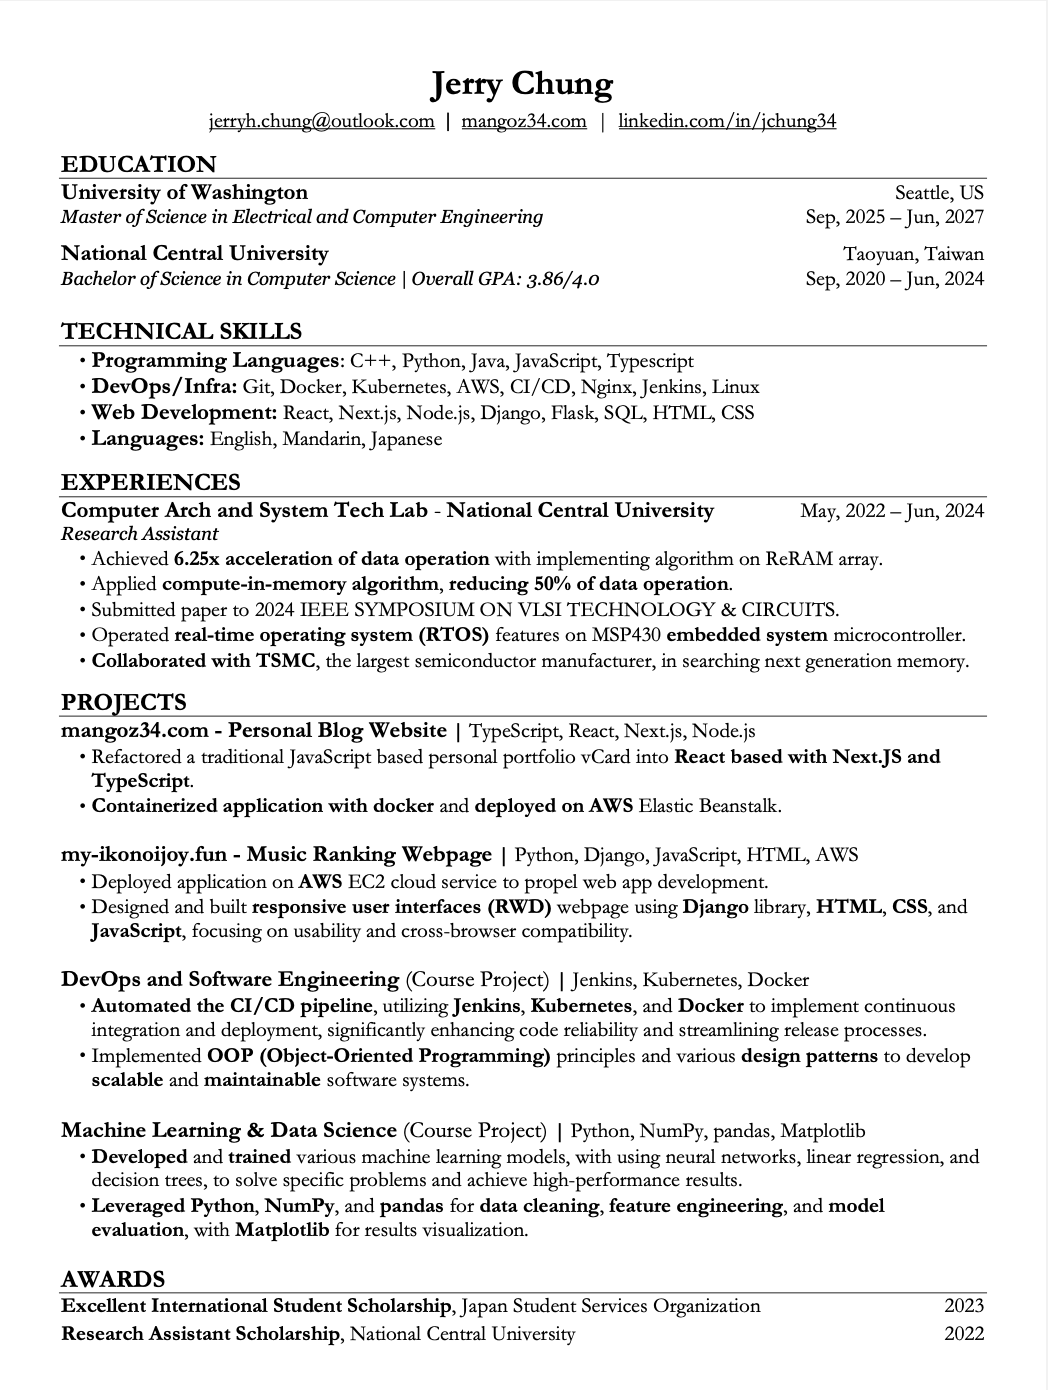 Jerry Chung
jerryh.chung@outlook.com | mangoz34.com | linkedin.com/in/jchung34
EDUCATION
University of Washington Seattle, US
Master of Science in Electrical and Computer Engineering Sep, 2025 – Jun, 2027
National Central University Taoyuan, Taiwan
Bachelor of Science in Computer Science | Overall GPA: 3.86/4.0 Sep, 2020 – Jun, 2024
TECHNICAL SKILLS
• Programming Languages: C++, Python, Java, JavaScript, Typescript
• DevOps/Infra: Git, Docker, Kubernetes, AWS, CI/CD, Nginx, Jenkins, Linux
• Web Development: React, Next.js, Node.js, Django, Flask, SQL, HTML, CSS
• Languages: English, Mandarin, Japanese
EXPERIENCES
Computer Arch and System Tech Lab - National Central University May, 2022 – Jun, 2024
Research Assistant
• Achieved 6.25x acceleration of data operation with implementing algorithm on ReRAM array.
• Applied compute-in-memory algorithm, reducing 50% of data operation.
• Submitted paper to 2024 IEEE SYMPOSIUM ON VLSI TECHNOLOGY & CIRCUITS.
• Operated real-time operating system (RTOS) features on MSP430 embedded system microcontroller.
• Collaborated with TSMC, the largest semiconductor manufacturer, in searching next generation memory.
PROJECTS
mangoz34.com - Personal Blog Website | TypeScript, React, Next.js, Node.js
• Refactored a traditional JavaScript based personal portfolio vCard into React based with Next.JS and
TypeScript.
• Containerized application with docker and deployed on AWS Elastic Beanstalk.
my-ikonoijoy.fun - Music Ranking Webpage | Python, Django, JavaScript, HTML, AWS
• Deployed application on AWS EC2 cloud service to propel web app development.
• Designed and built responsive user interfaces (RWD) webpage using Django library, HTML, CSS, and
JavaScript, focusing on usability and cross-browser compatibility.
DevOps and Software Engineering (Course Project) | Jenkins, Kubernetes, Docker
• Automated the CI/CD pipeline, utilizing Jenkins, Kubernetes, and Docker to implement continuous
integration and deployment, significantly enhancing code reliability and streamlining release processes.
• Implemented OOP (Object-Oriented Programming) principles and various design patterns to develop
scalable and maintainable software systems.
Machine Learning & Data Science (Course Project) | Python, NumPy, pandas, Matplotlib
• Developed and trained various machine learning models, with using neural networks, linear regression, and
decision trees, to solve specific problems and achieve high-performance results.
• Leveraged Python, NumPy, and pandas for data cleaning, feature engineering, and model
evaluation, with Matplotlib for results visualization.
AWARDS
Excellent International Student Scholarship, Japan Student Services Organization 2023
Research Assistant Scholarship, National Central University 2022